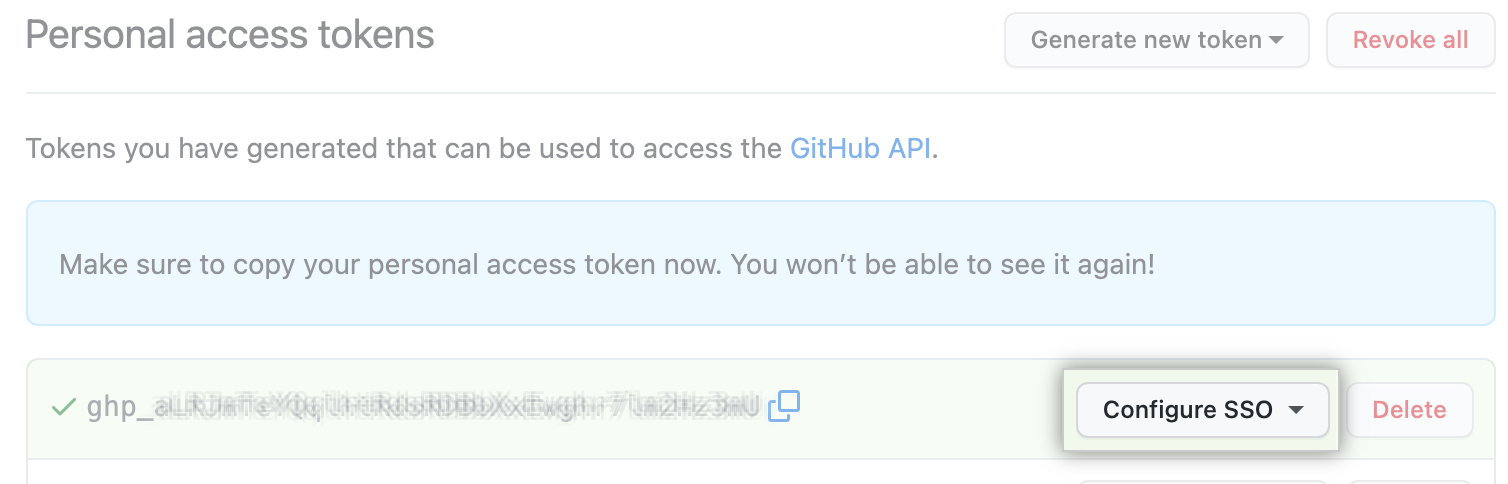 Personal access tokens
Generate new token
Revoke all
Tokens you have generated that can be used to access the GitHub API.
Make sure to copy your personal access token now. You won’t be able to see it again!
Configure SSO
Delete